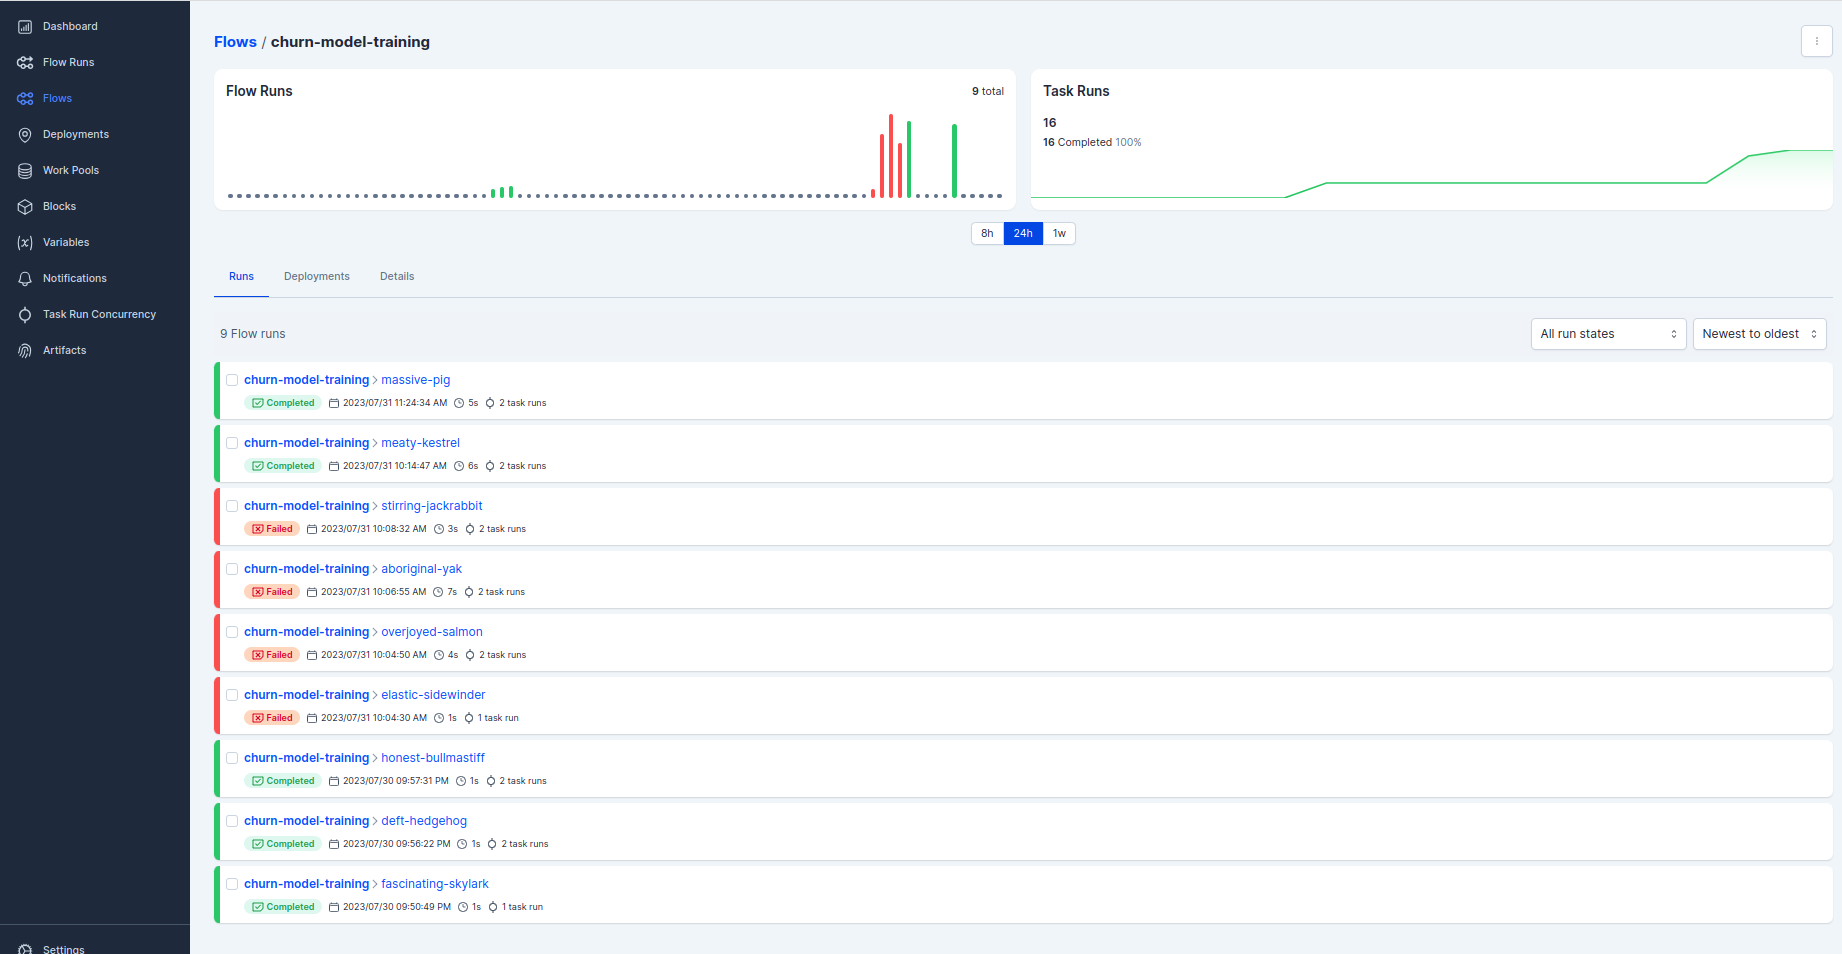 Dashboard
Flow Runs
Flows
Deployments
Work Pools
Blocks
Variables
Notifications
Task Run Concurrency
Artifacts
Settings
Flows / churn-model-training
Flow Runs
9 total
Task Runs
16
16 Completed 100%
8h 24h 1w
Runs Deployments Details
9 Flow runs
All run states
Newest to oldest
churn-model-training > massive-pig
Completed 2023/07/31 11:24:34 AM 5s 2 task runs
churn-model-training > meaty-kestrel
Completed 2023/07/31 10:14:47 AM 6s 2 task runs
churn-model-training > stirring-jackrabbit
Failed 2023/07/31 10:08:32 AM 3s 2 task runs
churn-model-training > aboriginal-yak
Failed 2023/07/31 10:06:55 AM 7s 2 task runs
churn-model-training > overjoyed-salmon
Failed 2023/07/31 10:04:50 AM 4s 2 task runs
churn-model-training > elastic-sidewinder
Failed 2023/07/31 10:04:30 AM 1s 1 task run
churn-model-training > honest-bullmastiff
Completed 2023/07/30 09:57:31 PM 1s 2 task runs
churn-model-training > deft-hedgehog
Completed 2023/07/30 09:56:22 PM 1s 2 task runs
churn-model-training > fascinating-skylark
Completed 2023/07/30 09:50:49 PM 1s 1 task run